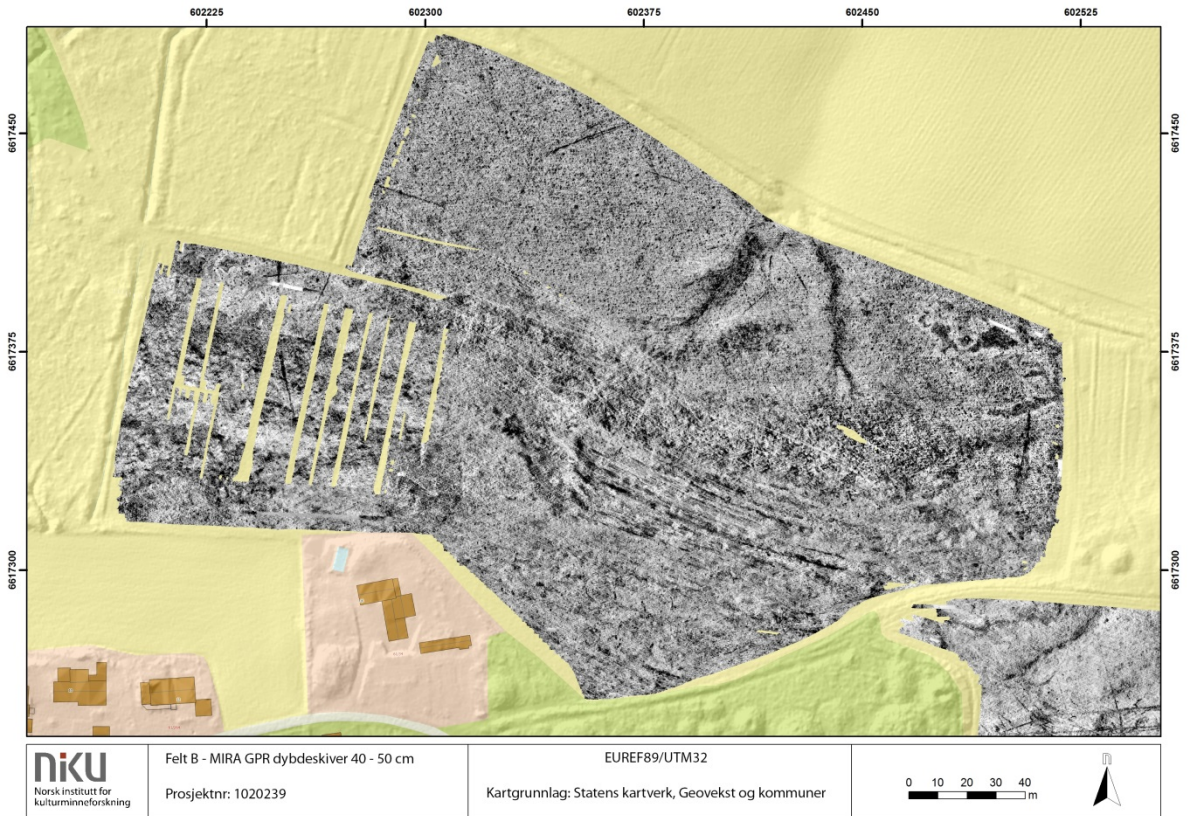 602225 602300 602375 602450 602525
6617450 6617450
6617375 6617375
6617300 6617300
niku
Norsk institutt for
kulturminneforskning
Felt B - MIRA GPR dybdeskiver 40 - 50 cm
Prosjektnr: 1020239
EUREF89/UTM32
Kartgrunnlag: Statens kartverk, Geovekst og kommuner
0 10 20 30 40
m
n